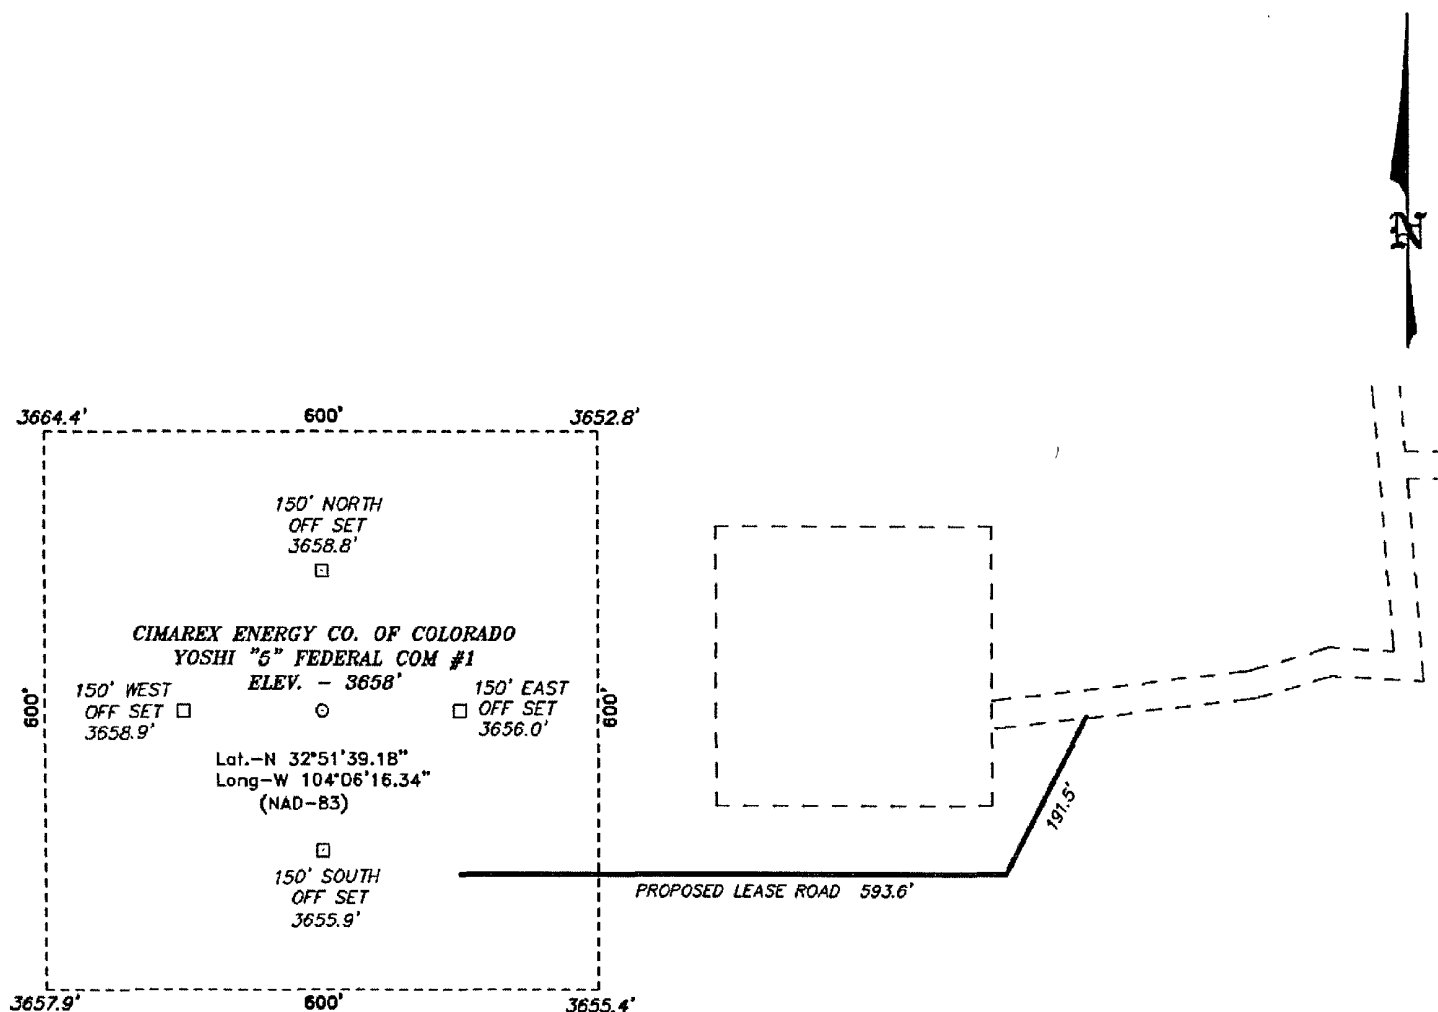 N
3664.4' 600' 3652.8'
150' NORTH
OFF SET
3658.8'
CIMAREX ENERGY CO. OF COLORADO
YOSHI "5" FEDERAL COM #1
ELEV. - 3658'
600'
150' WEST
OFF SET
3658.9'
150' EAST
OFF SET
3656.0'
600'
Lat.-N 32°51'39.18"
Long-W 104°06'16.34"
(NAD-83)
191.5'
150' SOUTH
OFF SET
3655.9'
PROPOSED LEASE ROAD 593.6'
3657.9' 600' 3655.4'